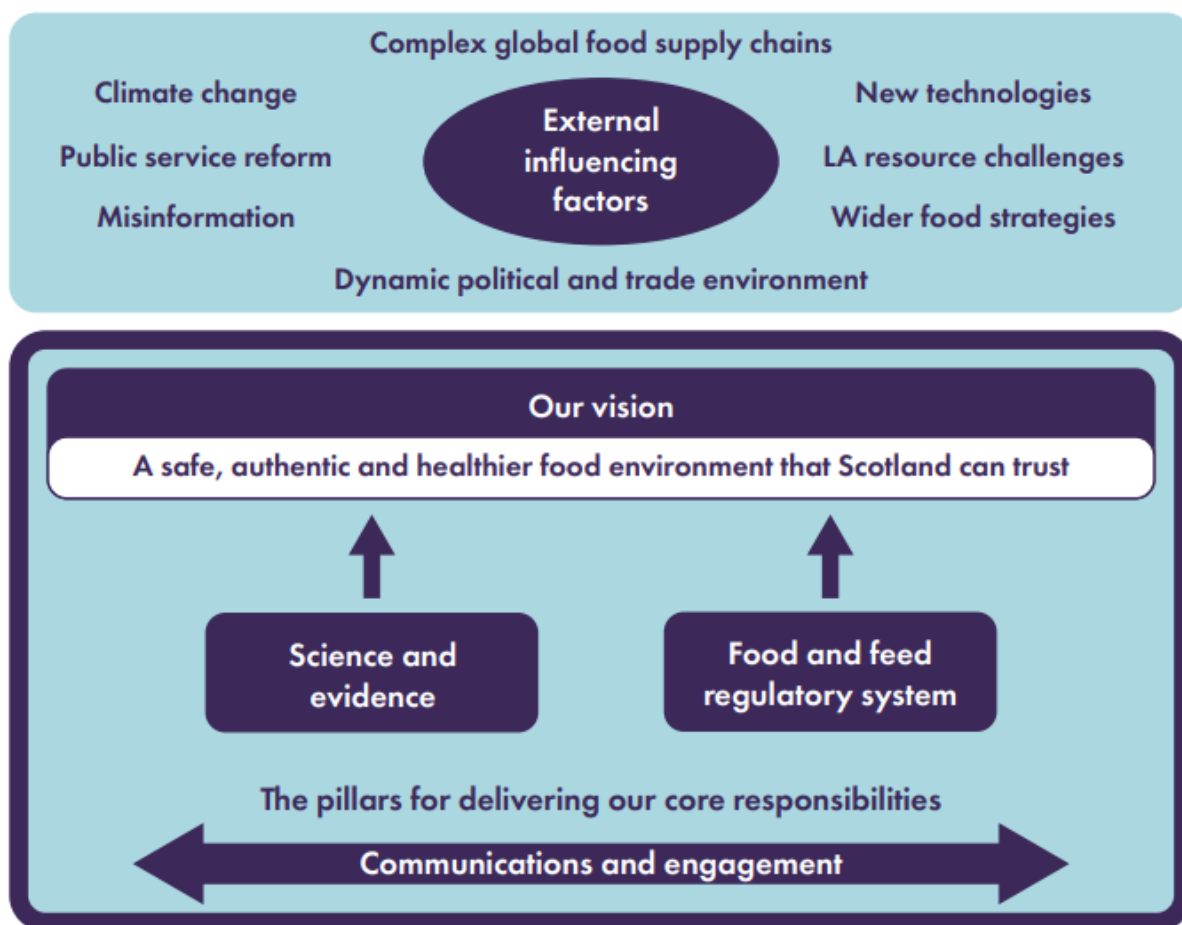 Complex global food supply chains
Climate change
Public service reform
Misinformation
External
influencing
factors
New technologies
LA resource challenges
Wider food strategies
Dynamic political and trade environment
Our vision
A safe, authentic and healthier food environment that Scotland can trust
Science and
evidence
Food and feed
regulatory system
The pillars for delivering our core responsibilities
Communications and engagement